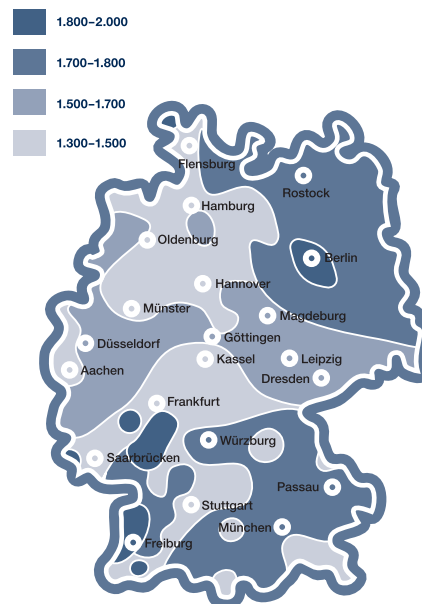 1.800–2.000
1.700–1.800
1.500–1.700
1.300–1.500
Flensburg
Rostock
Hamburg
Oldenburg
Berlin
Hannover
Münster
Magdeburg
Göttingen
Düsseldorf
Kassel
Leipzig
Aachen
Dresden
Frankfurt
Würzburg
Saarbrücken
Passau
Stuttgart
München
Freiburg